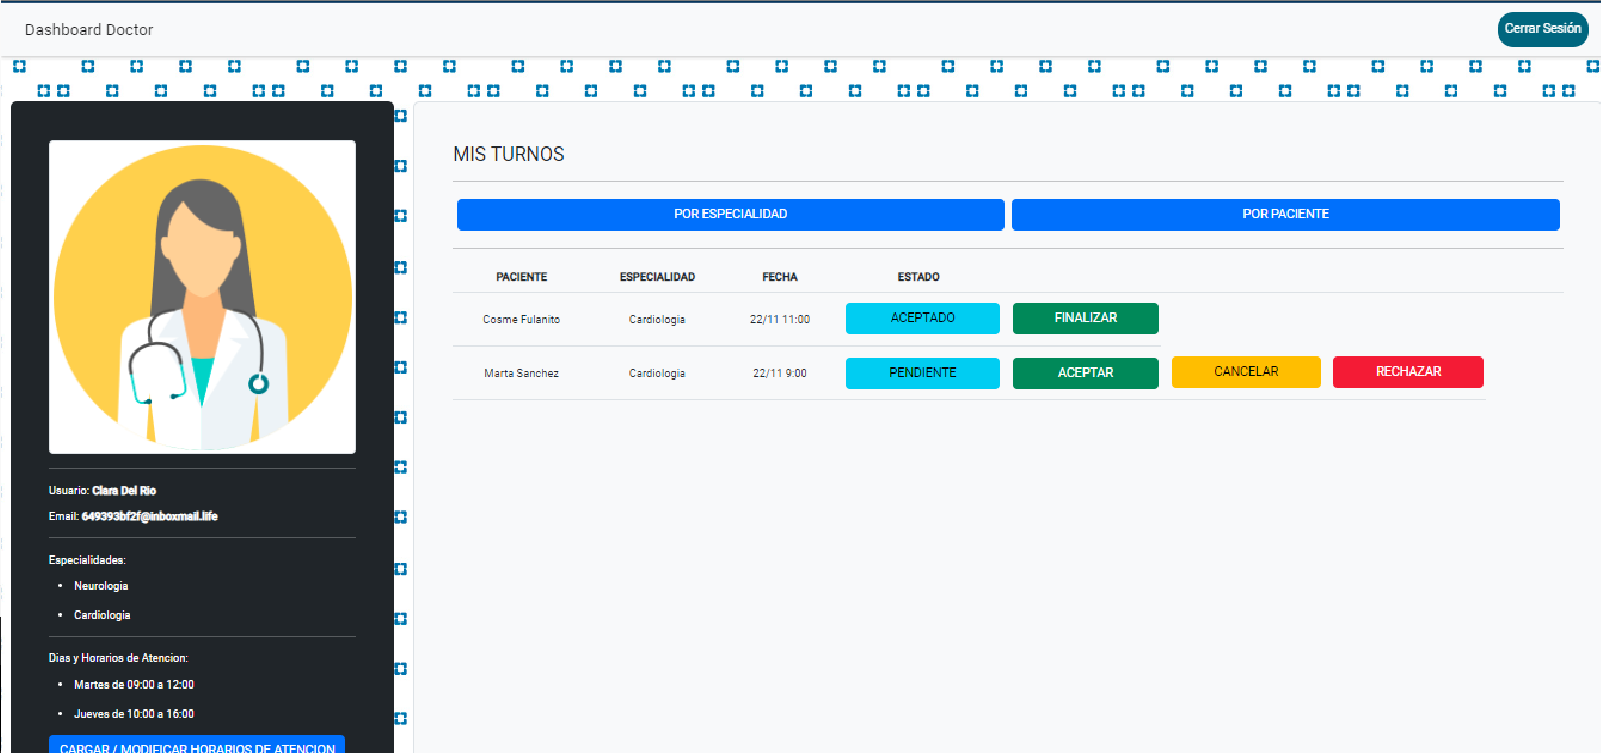 Dashboard Doctor
Cerrar Sesión
Usuario: Clara Del Rio
Email: 649393bf2f@inboxmail.life
Especialidades:
• Neurologia
• Cardiologia
Dias y Horarios de Atencion:
• Martes de 09:00 a 12:00
• Jueves de 10:00 a 16:00
CARGAR / MODIFICAR HORARIOS DE ATENCION
MIS TURNOS
POR ESPECIALIDAD POR PACIENTE
PACIENTE ESPECIALIDAD FECHA ESTADO
Cosme Fulanito Cardiologia 22/11 11:00 ACEPTADO FINALIZAR
Marta Sanchez Cardiologia 22/11 9:00 PENDIENTE ACEPTAR CANCELAR RECHAZAR